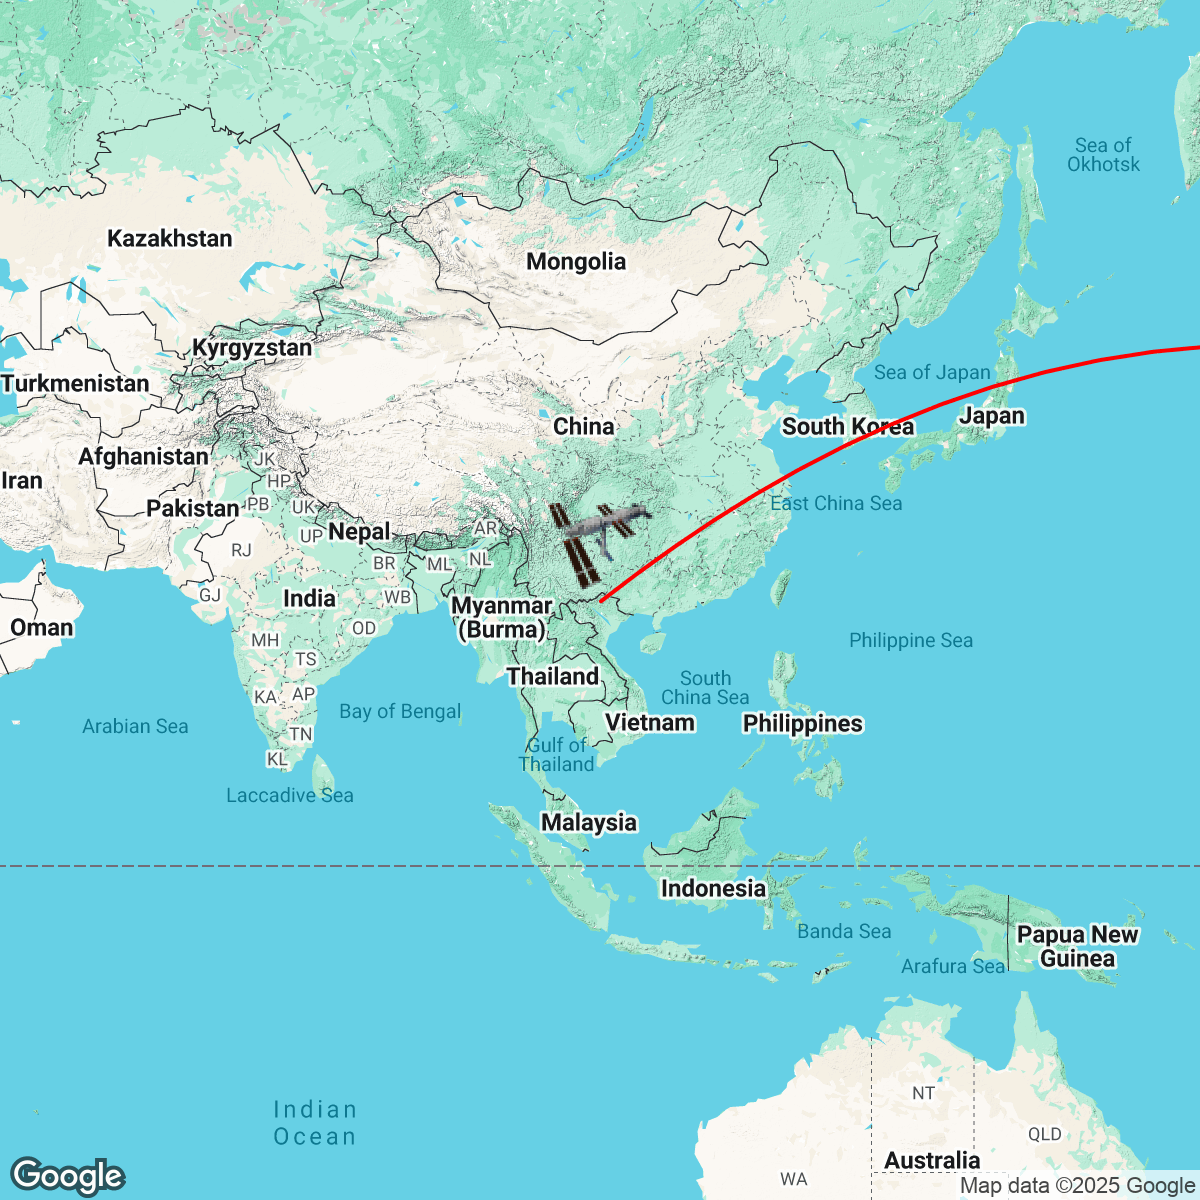 Sea of
Okhotsk
Kazakhstan
Mongolia
Kyrgyzstan
Sea of Japan
Turkmenistan
Japan
China
South Korea
Afghanistan
JK
Iran
HP
East China Sea
Pakistan
PB
UK
Nepal
AR
UP
RJ
NL
BR
ML
GJ
WB
India
Myanmar
(Burma)
Oman
OD
MH
Philippine Sea
TS
Thailand
South
China Sea
KA
AP
Bay of Bengal
Arabian Sea
Vietnam
Philippines
TN
Gulf of
Thailand
KL
Laccadive Sea
Malaysia
Indonesia
Banda Sea
Papua New
Guinea
Arafura Sea
NT
Indian
Ocean
QLD
Australia
WA
Google
Map data ©2025 Google